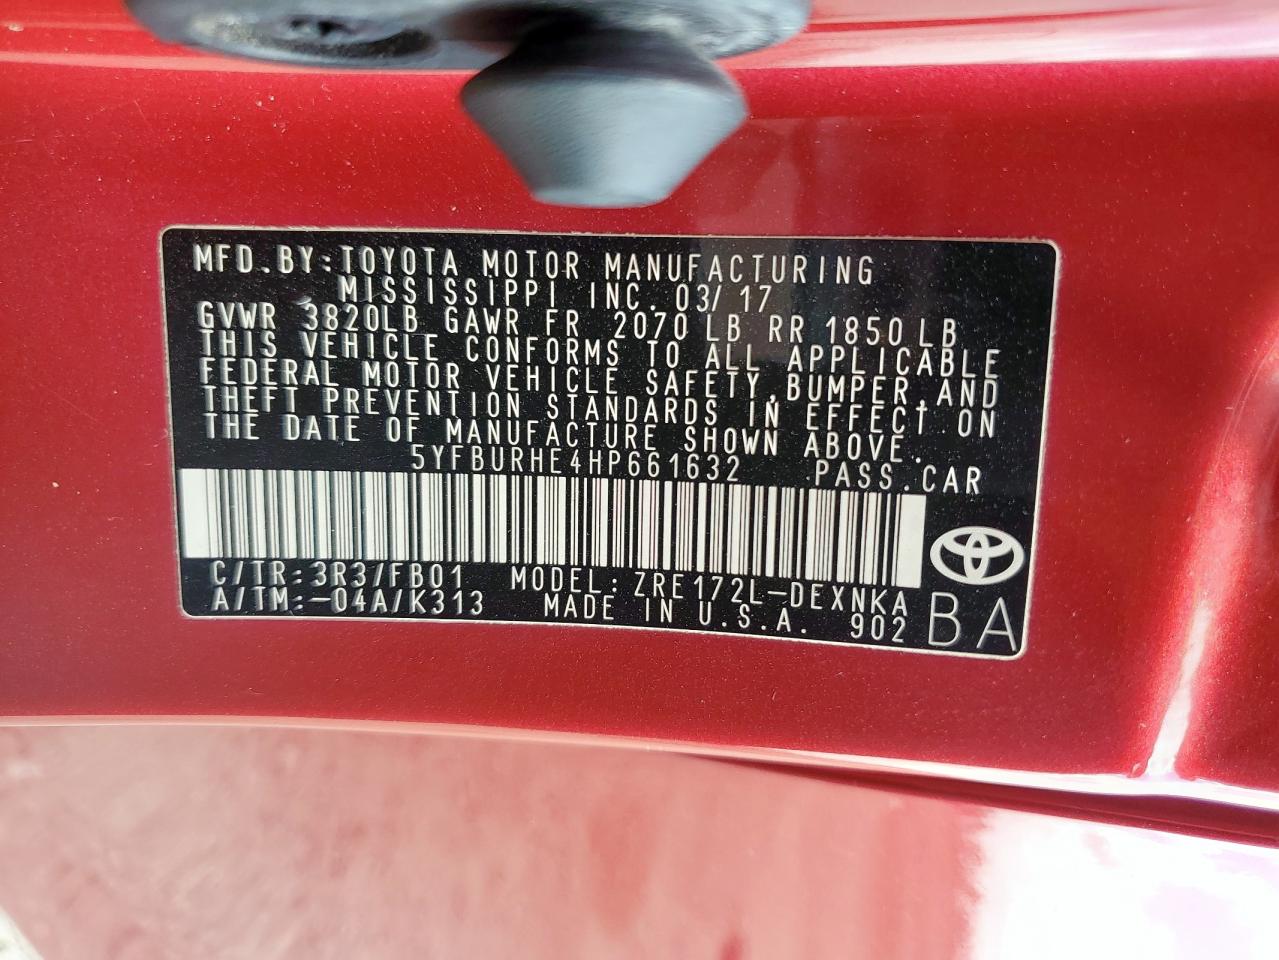 MFD.BY:TOYOTA MOTOR MANUFACTURING
MISSISSIPPI INC. 03/17
GVWR 3820LB GAWR FR 2070 LB RR 1850 LB
THIS VEHICLE CONFORMS TO ALL APPLICABLE
FEDERAL MOTOR VEHICLE SAFETY,BUMPER,AND
THEFT PREVENTION STANDARDS IN EFFECT ON
THE DATE OF MANUFACTURE SHOWN ABOVE.
5YFBURHE4HP661632 PASS.CAR
C/TR:3R3/FB01 MODEL:ZRE172L-DEXNKA
A/TM:-04A/K313 MADE IN U.S.A. 902 BA